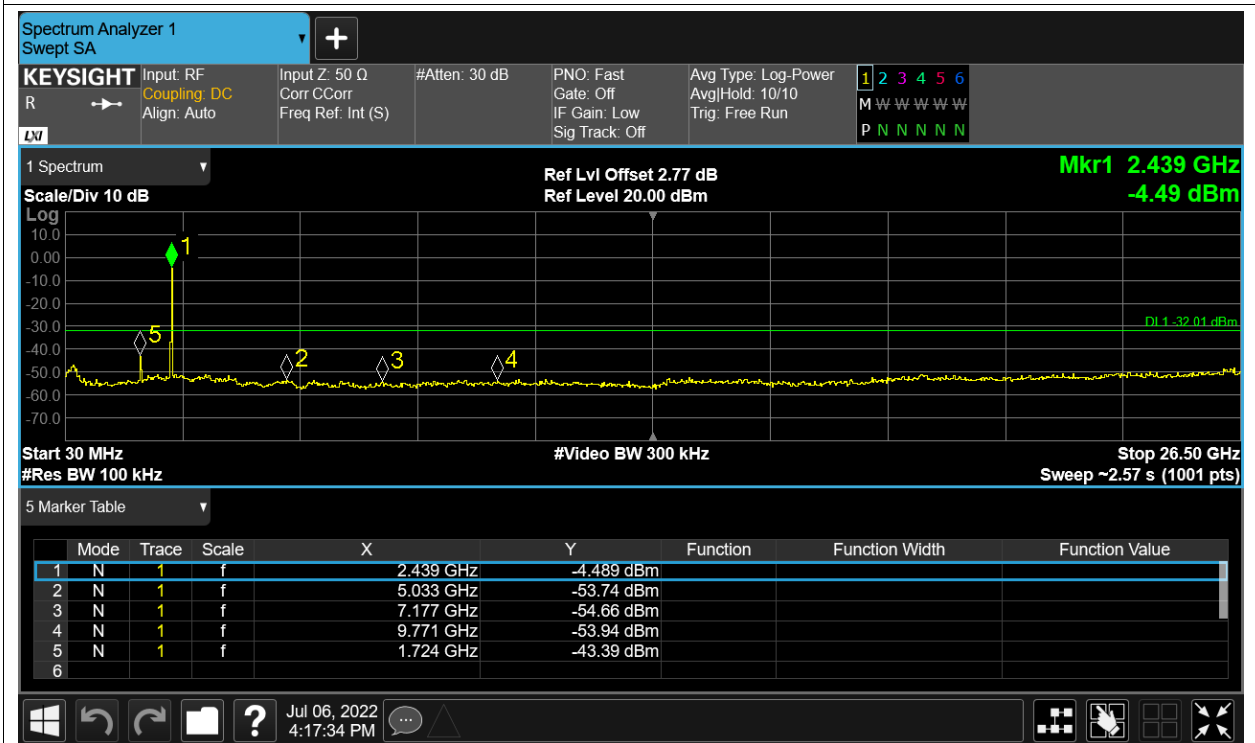 Spectrum Analyzer 1
Swept SA
+
KEYSIGHT Input: RF Input Z: 50 Ω #Atten: 30 dB PNO: Fast Avg Type: Log-Power 1 2 3 4 5 6
R Coupling: DC Corr CCorr Gate: Off Avg|Hold: 10/10 M W W W W W
Align: Auto Freq Ref: Int (S) IF Gain: Low Trig: Free Run
LXI Sig Track: Off P N N N N N
1 Spectrum Ref Lvl Offset 2.77 dB Mkr1 2.439 GHz
Scale/Div 10 dB Ref Level 20.00 dBm -4.49 dBm
Log
10.0
0.00
-10.0
-20.0
-30.0
-40.0
-50.0
-60.0
-70.0
1
5
2
3
4
DL1 -32.01 dBm
Start 30 MHz #Video BW 300 kHz Stop 26.50 GHz
#Res BW 100 kHz Sweep ~2.57 s (1001 pts)
5 Marker Table
Mode Trace Scale X Y Function Function Width Function Value
1 N 1 f 2.439 GHz -4.489 dBm
2 N 1 f 5.033 GHz -53.74 dBm
3 N 1 f 7.177 GHz -54.66 dBm
4 N 1 f 9.771 GHz -53.94 dBm
5 N 1 f 1.724 GHz -43.39 dBm
6
? Jul 06, 2022
4:17:34 PM